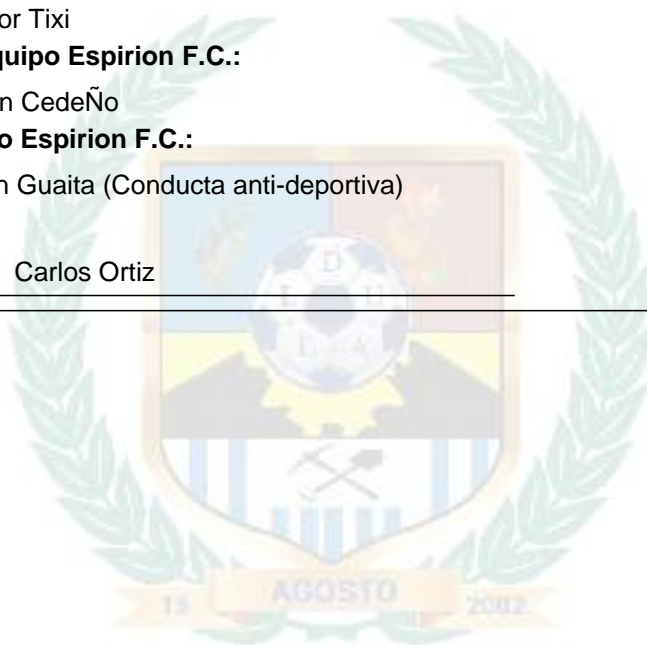 or Tixi
quipo Espirion F.C.:
n CedeÑo
o Espirion F.C.:
n Guaita (Conducta anti-deportiva)
Carlos Ortiz
D
L U
E A
15 AGOSTO 2002